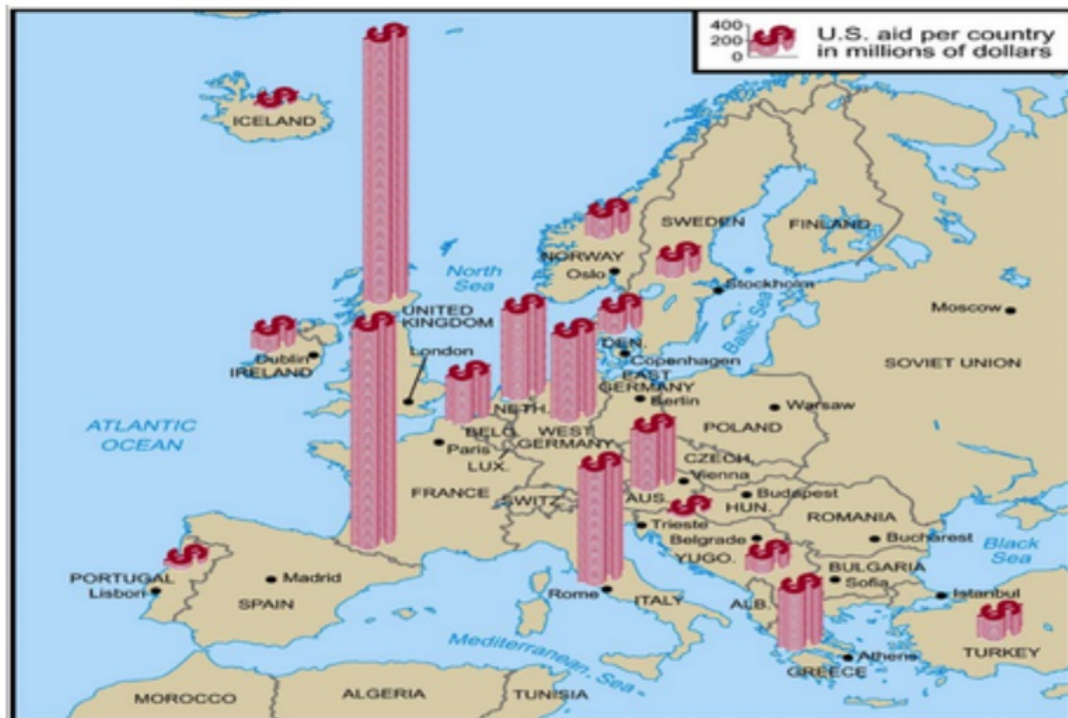 400
200
0
U.S. aid per country
in millions of dollars
ICELAND
SWEDEN
FINLAND
NORWAY
Oslo
North
Sea
Stockholm
Moscow
Baltic Sea
UNITED
KINGDOM
London
Dublin
IRELAND
DEN.
Copenhagen
SOVIET UNION
EAST
GERMANY
Berlin
Warsaw
POLAND
ATLANTIC
OCEAN
NETH.
BELG.
WEST
GERMANY
Paris
LUX.
CZECH.
Vienna
FRANCE
SWITZ.
AUS.
HUN.
Budapest
ROMANIA
Trieste
Belgrade
Bucharest
Black
Sea
YUGO.
BULGARIA
Sofia
PORTUGAL
Lisbon
Madrid
SPAIN
Rome
ITALY
ALB.
Istanbul
Mediterranean Sea
Athens
GREECE
TURKEY
MOROCCO
ALGERIA
TUNISIA